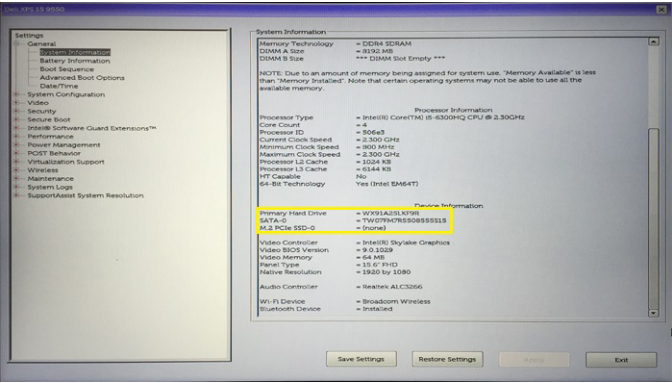 Dell XPS 15 9550
Settings
General
System Information
Battery Information
Boot Sequence
Advanced Boot Options
Date/Time
System Configuration
Video
Security
Secure Boot
Intel® Software Guard Extensions™
Performance
Power Management
POST Behavior
Virtualization Support
Wireless
Maintenance
System Logs
SupportAssist System Resolution
System Information
Memory Technology = DDR4 SDRAM
DIMM A Size = 8192 MB
DIMM B Size *** DIMM Slot Empty ***
NOTE: Due to an amount of memory being assigned for system use, "Memory Available" is less
than "Memory Installed". Note that certain operating systems may not be able to use all the
available memory.
Processor Information
Processor Type = Intel(R) Core(TM) i5-6300HQ CPU @ 2.30GHz
Core Count = 4
Processor ID = 506e3
Current Clock Speed = 2.300 GHz
Minimum Clock Speed = 800 MHz
Maximum Clock Speed = 2.300 GHz
Processor L2 Cache = 1024 KB
Processor L3 Cache = 6144 KB
HT Capable No
64-Bit Technology Yes (Intel EM64T)
Device Information
Primary Hard Drive = WX91A25LKF9R
SATA-0 = TW07FM7R5508555515
M.2 PCIe SSD-0 = (none)
Video Controller = Intel(R) Skylake Graphics
Video BIOS Version = 9.0.1029
Video Memory = 64 MB
Panel Type = 15.6" FHD
Native Resolution = 1920 by 1080
Audio Controller = Realtek ALC3266
Wi-Fi Device = Broadcom Wireless
Bluetooth Device = Installed
Save Settings
Restore Settings
Apply
Exit